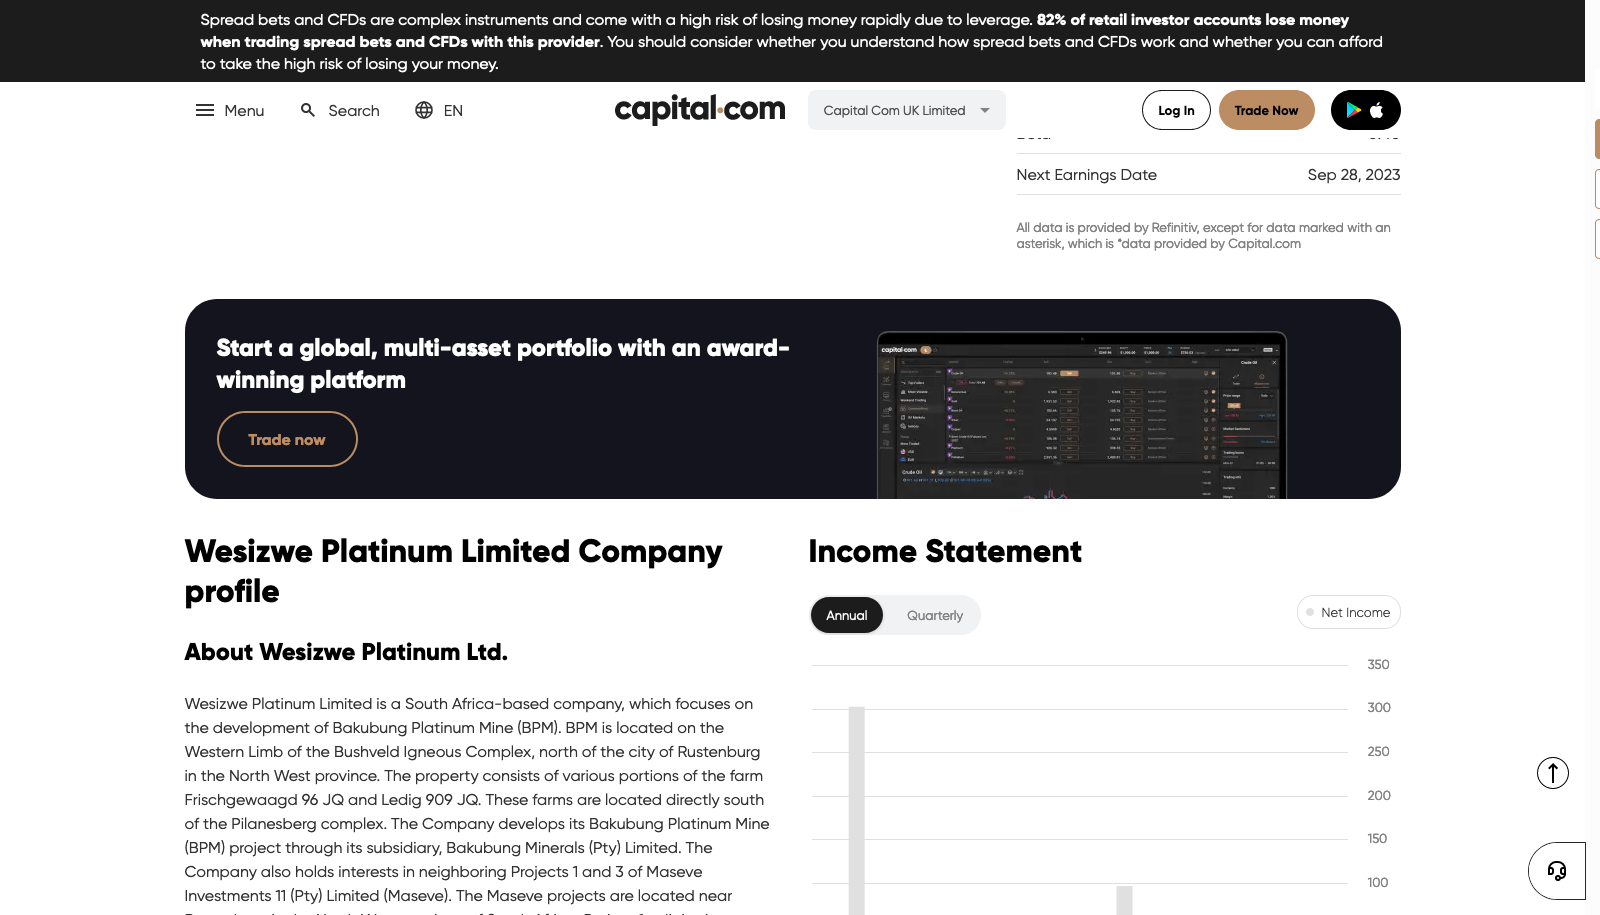 Spread bets and CFDs are complex instruments and come with a high risk of losing money rapidly due to leverage. 82% of retail investor accounts lose money
when trading spread bets and CFDs with this provider. You should consider whether you understand how spread bets and CFDs work and whether you can afford
to take the high risk of losing your money.
Menu
Search
EN
capital.com
Capital Com UK Limited
Log In
Trade Now
Next Earnings Date
Sep 28, 2023
All data is provided by Refinitiv, except for data marked with an
asterisk, which is *data provided by Capital.com
Start a global, multi-asset portfolio with an award-
winning platform
Trade now
capital.com
Crude Oil
Crude Oil
Wesizwe Platinum Limited Company
profile
About Wesizwe Platinum Ltd.
Wesizwe Platinum Limited is a South Africa-based company, which focuses on
the development of Bakubung Platinum Mine (BPM). BPM is located on the
Western Limb of the Bushveld Igneous Complex, north of the city of Rustenburg
in the North West province. The property consists of various portions of the farm
Frischgewaagd 96 JQ and Ledig 909 JQ. These farms are located directly south
of the Pilanesberg complex. The Company develops its Bakubung Platinum Mine
(BPM) project through its subsidiary, Bakubung Minerals (Pty) Limited. The
Company also holds interests in neighboring Projects 1 and 3 of Maseve
Investments 11 (Pty) Limited (Maseve). The Maseve projects are located near
Income Statement
Annual
Quarterly
Net Income
350
300
250
200
150
100